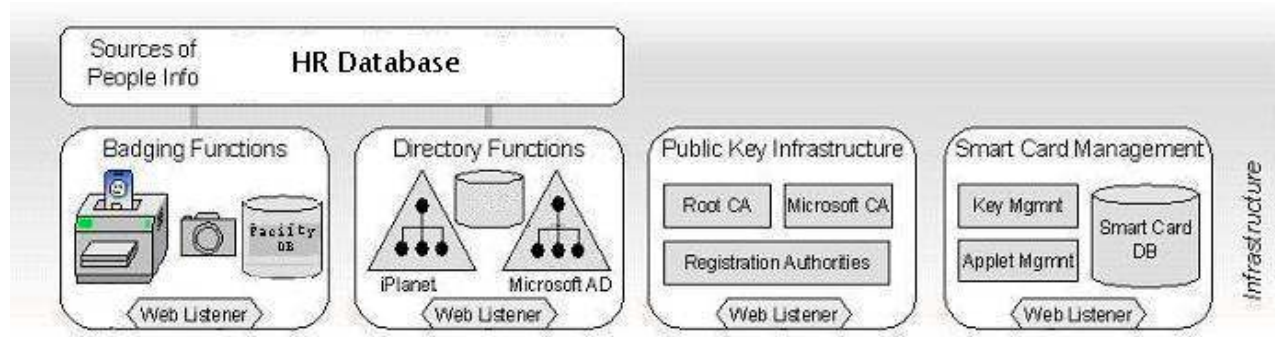 Sources of
People Info
HR Database
Badging Functions
Paciity
DB
Web Listener
Directory Functions
iPlanet
Microsoft AD
Web Listener
Public Key Infrastructure
Root CA
Microsoft CA
Registration Authorities
Web Listener
Smart Card Management
Key Mgmnt
Applet Mgmnt
Smart Card
DB
Web Listener
Infrastructure